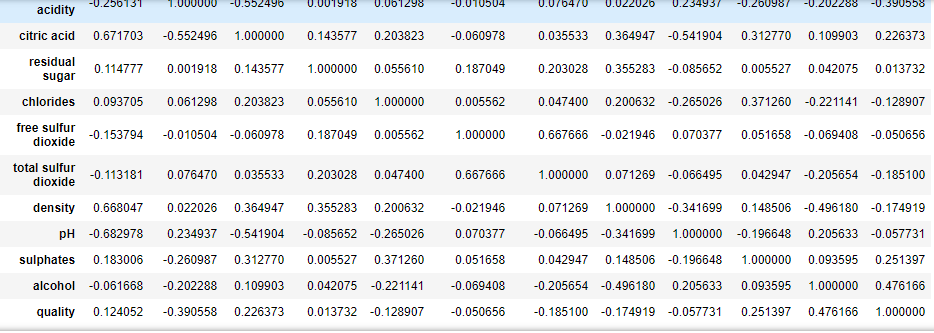 acidity -0.256131 1.000000 -0.552496 0.001918 0.061298 -0.010504 0.076470 0.022026 0.234937 -0.260987 -0.202288 -0.390558
citric acid 0.671703 -0.552496 1.000000 0.143577 0.203823 -0.060978 0.035533 0.364947 -0.541904 0.312770 0.109903 0.226373
residual
sugar 0.114777 0.001918 0.143577 1.000000 0.055610 0.187049 0.203028 0.355283 -0.085652 0.005527 0.042075 0.013732
chlorides 0.093705 0.061298 0.203823 0.055610 1.000000 0.005562 0.047400 0.200632 -0.265026 0.371260 -0.221141 -0.128907
free sulfur
dioxide -0.153794 -0.010504 -0.060978 0.187049 0.005562 1.000000 0.667666 -0.021946 0.070377 0.051658 -0.069408 -0.050656
total sulfur
dioxide -0.113181 0.076470 0.035533 0.203028 0.047400 0.667666 1.000000 0.071269 -0.066495 0.042947 -0.205654 -0.185100
density 0.668047 0.022026 0.364947 0.355283 0.200632 -0.021946 0.071269 1.000000 -0.341699 0.148506 -0.496180 -0.174919
pH -0.682978 0.234937 -0.541904 -0.085652 -0.265026 0.070377 -0.066495 -0.341699 1.000000 -0.196648 0.205633 -0.057731
sulphates 0.183006 -0.260987 0.312770 0.005527 0.371260 0.051658 0.042947 0.148506 -0.196648 1.000000 0.093595 0.251397
alcohol -0.061668 -0.202288 0.109903 0.042075 -0.221141 -0.069408 -0.205654 -0.496180 0.205633 0.093595 1.000000 0.476166
quality 0.124052 -0.390558 0.226373 0.013732 -0.128907 -0.050656 -0.185100 -0.174919 -0.057731 0.251397 0.476166 1.000000